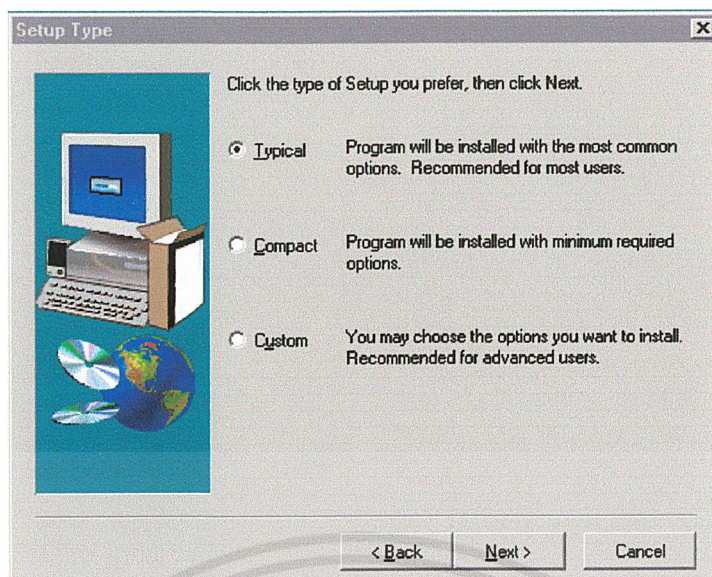 Setup Type
Click the type of Setup you prefer, then click Next.
Typical Program will be installed with the most common
options. Recommended for most users.
Compact Program will be installed with minimum required
options.
Custom You may choose the options you want to install.
Recommended for advanced users.
< Back Next > Cancel